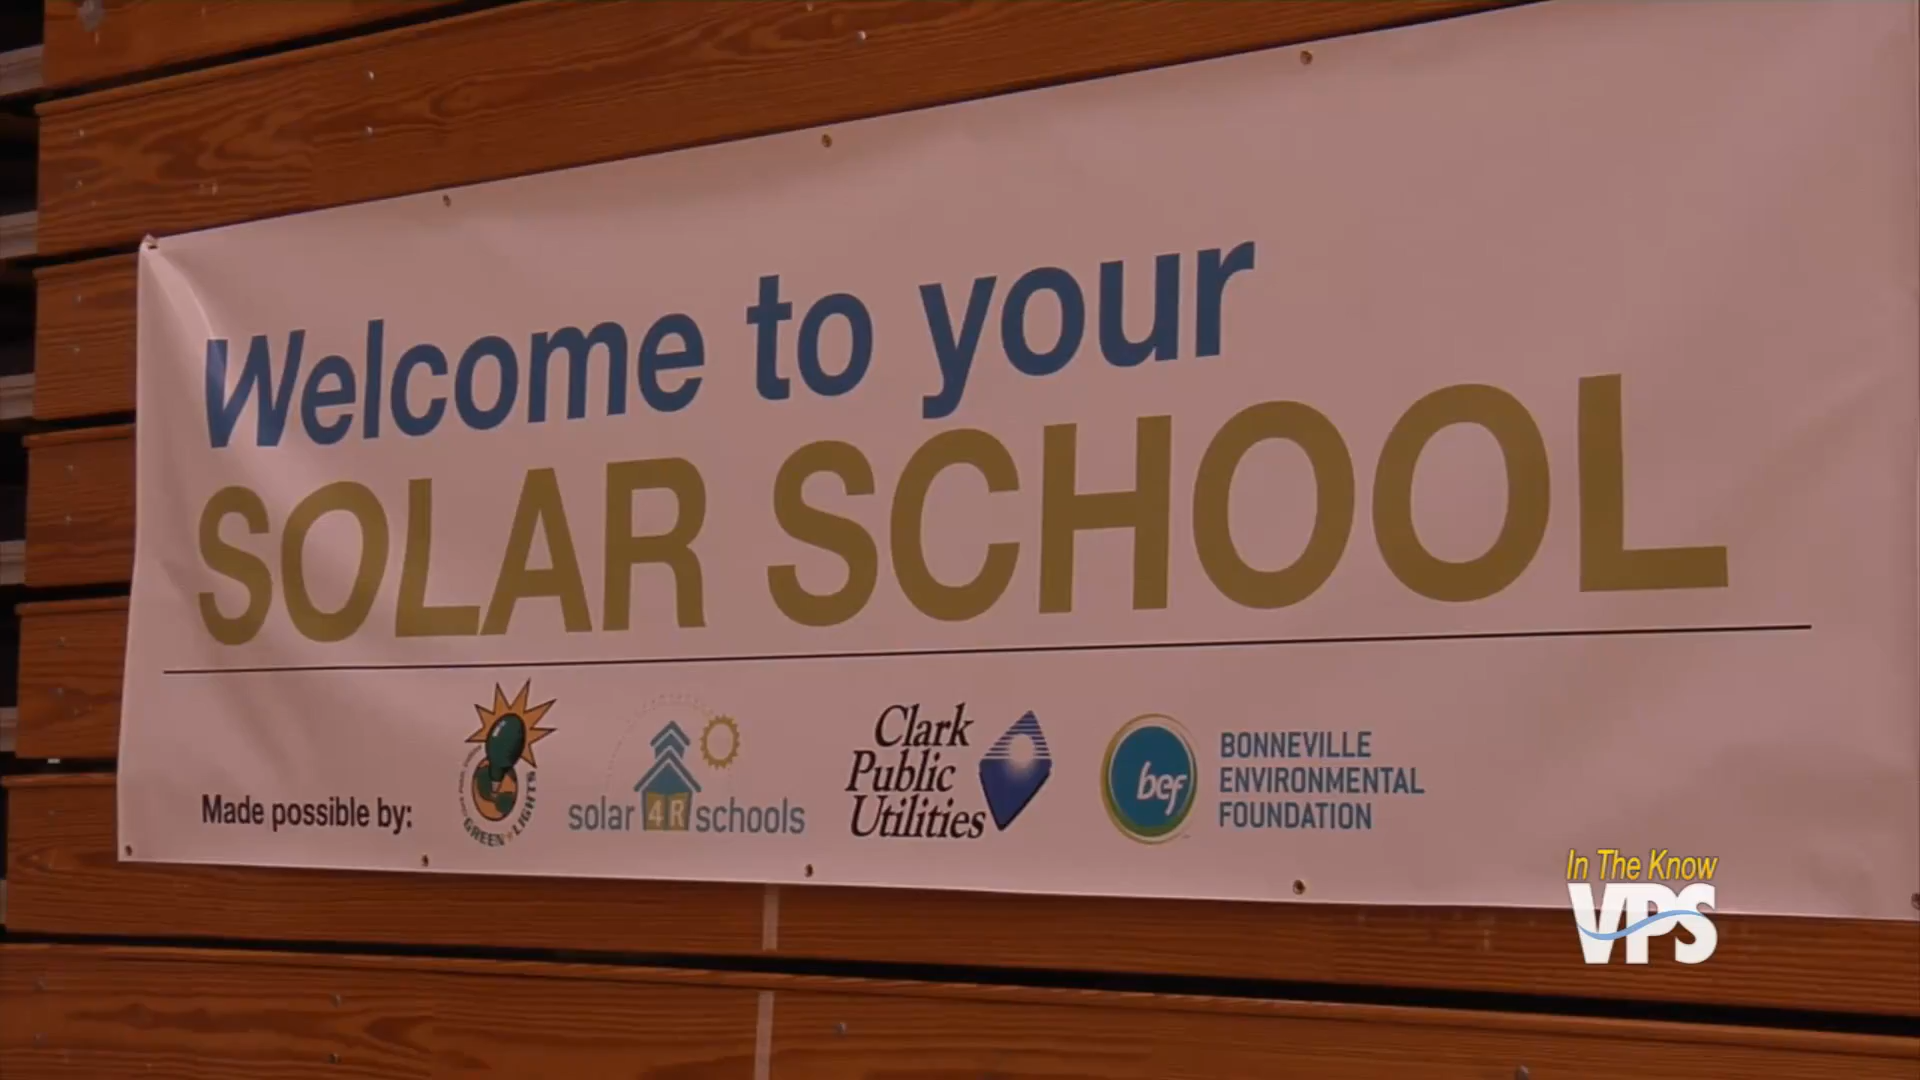 Welcome to your
SOLAR SCHOOL
Made possible by:
GREEN LIGHTS
solar 4R schools
Clark
Public
Utilities
bef
BONNEVILLE
ENVIRONMENTAL
FOUNDATION
In The Know
VPS